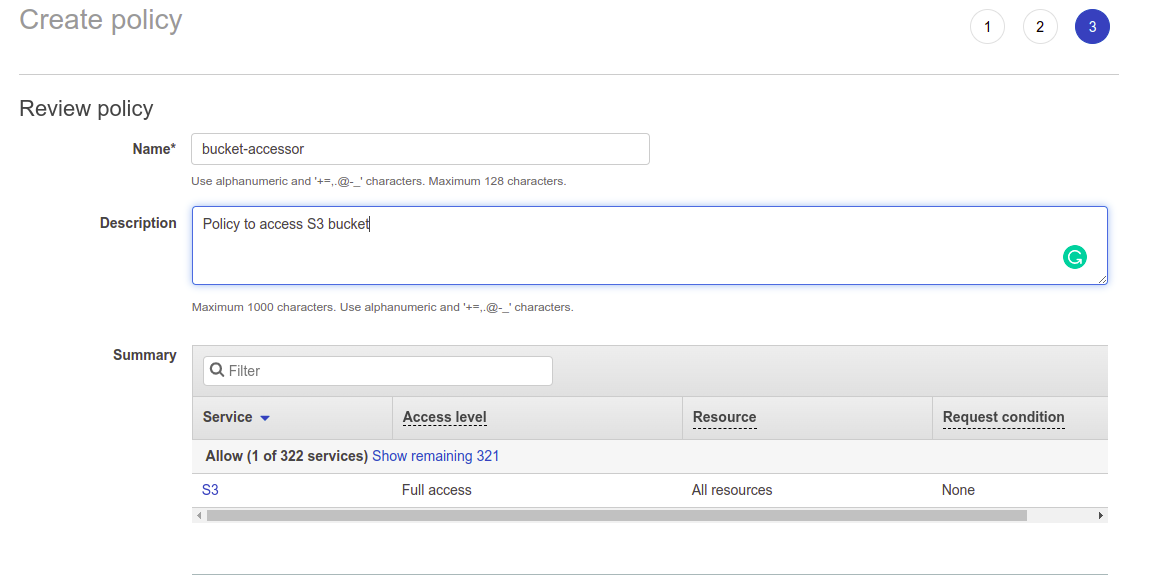 Create policy
1 2 3
Review policy
Name* bucket-accessor
Use alphanumeric and '+=,.@-_' characters. Maximum 128 characters.
Description Policy to access S3 bucket
Maximum 1000 characters. Use alphanumeric and '+=,.@-_' characters.
Summary
Filter
Service Access level Resource Request condition
Allow (1 of 322 services) Show remaining 321
S3 Full access All resources None